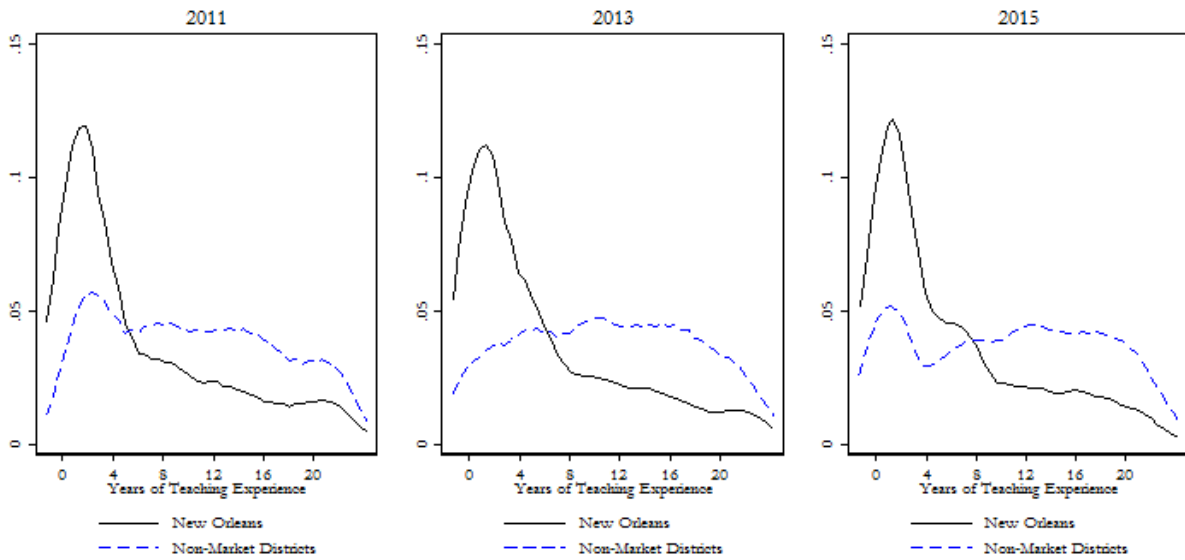 2011
.15
.1
.05
0
0 4 8 12 16 20
Years of Teaching Experience
New Orleans
Non-Market Districts
2013
.15
.1
.05
0
0 4 8 12 16 20
Years of Teaching Experience
New Orleans
Non-Market Districts
2015
.15
.1
.05
0
0 4 8 12 16 20
Years of Teaching Experience
New Orleans
Non-Market Districts